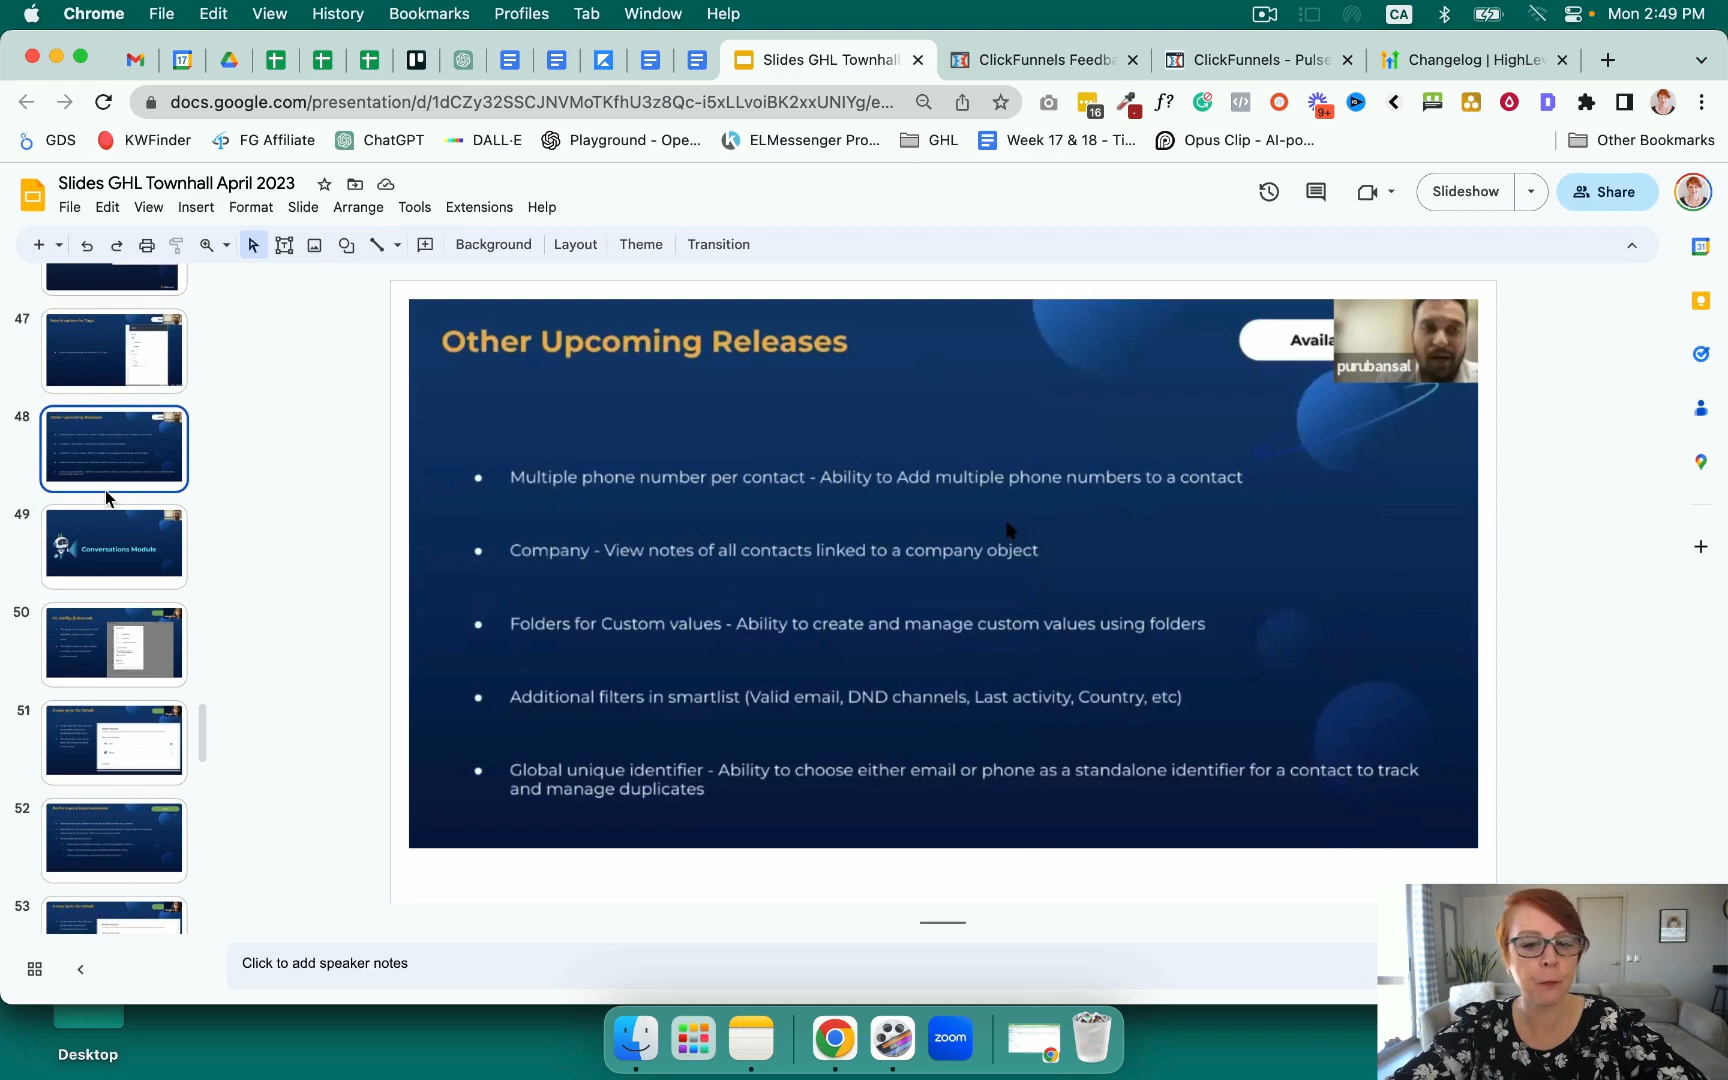 Chrome File Edit View History Bookmarks Profiles Tab Window Help CA Mon 2:49 PM
Slides GHL Townhall ClickFunnels Feedba ClickFunnels - Pulse Changelog | HighLev
docs.google.com/presentation/d/1dCZy32SSCJNVMoTKfhU3z8Qc-i5xLLvoiBK2xxUNIYg/e... 16 f? 9+
GDS KWFinder FG Affiliate ChatGPT DALL·E Playground - Ope... ELMessenger Pro... GHL Week 17 & 18 - Ti... Opus Clip - AI-po... Other Bookmarks
Slides GHL Townhall April 2023
File Edit View Insert Format Slide Arrange Tools Extensions Help
Slideshow Share
Background Layout Theme Transition
47
48
49
Conversations Module
50
51
52
53
Other Upcoming Releases
Availa
purubansal
• Multiple phone number per contact - Ability to Add multiple phone numbers to a contact
• Company - View notes of all contacts linked to a company object
• Folders for Custom values - Ability to create and manage custom values using folders
• Additional filters in smartlist (Valid email, DND channels, Last activity, Country, etc)
• Global unique identifier - Ability to choose either email or phone as a standalone identifier for a contact to track
and manage duplicates
Click to add speaker notes
zoom
Desktop